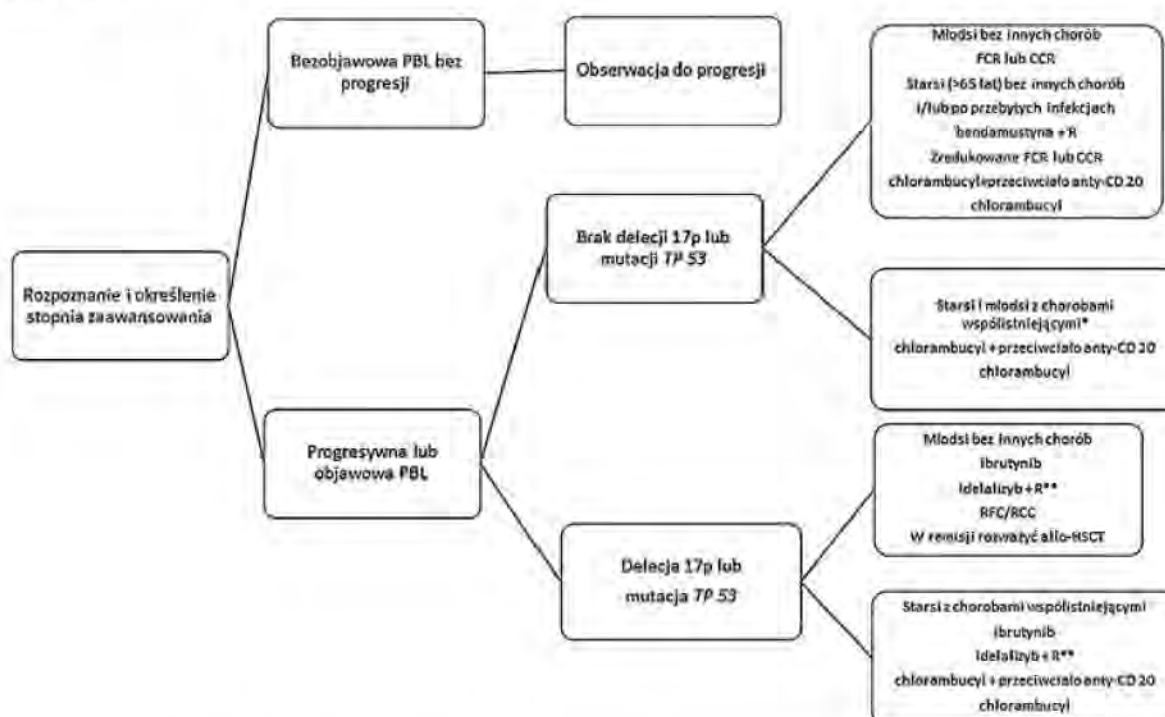 Rozpoznanie i określenie
stopnia zaawansowania
Bezobjawowa PBL bez
progresji
Obserwacja do progresji
Progresywna lub
objawowa PBL
Brak delecji 17p lub
mutacji TP 53
Młodsi bez innych chorób
FCR lub CCR
Starsi (>65 lat) bez innych chorób
i/lub po przebytych infekcjach
bendamustyna + R
Zredukowane FCR lub CCR
chlorambucyl+przeciwciało anty-CD 20
chlorambucyl
Starsi i młodsi z chorobami
współistniejącymi*
chlorambucyl + przeciwciało anty-CD 20
chlorambucyl
Delecja 17p lub
mutacja TP 53
Młodsi bez innych chorób
ibrutynib
Idelalizyb + R**
RFC/RCC
W remisji rozważyć allo-HSCT
Starsi z chorobami współistniejącymi
ibrutynib
Idelalizyb + R**
chlorambucyl + przeciwciało anty-CD 20
chlorambucyl